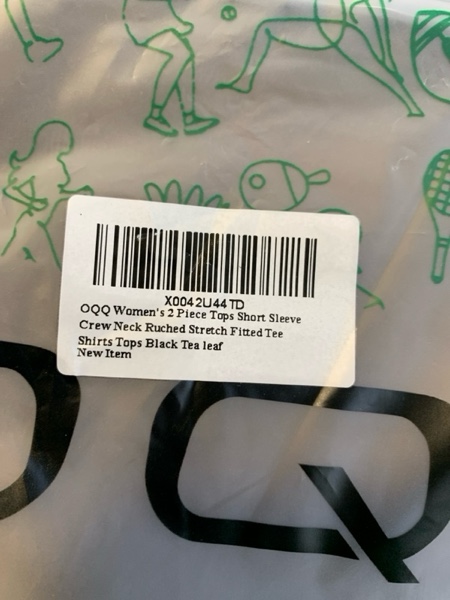 X0042U44TD
OQQ Women's 2 Piece Tops Short Sleeve
Crew Neck Ruched Stretch Fitted Tee
Shirts Tops Black Tea leaf
New Item
Q